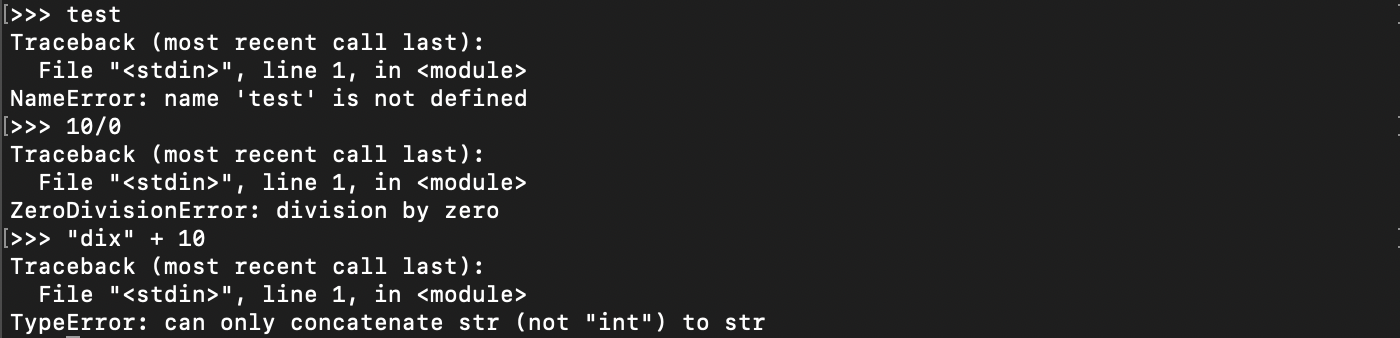 [>>> test
Traceback (most recent call last):
  File "<stdin>", line 1, in <module>
NameError: name 'test' is not defined
[>>> 10/0
Traceback (most recent call last):
  File "<stdin>", line 1, in <module>
ZeroDivisionError: division by zero
[>>> "dix" + 10
Traceback (most recent call last):
  File "<stdin>", line 1, in <module>
TypeError: can only concatenate str (not "int") to str